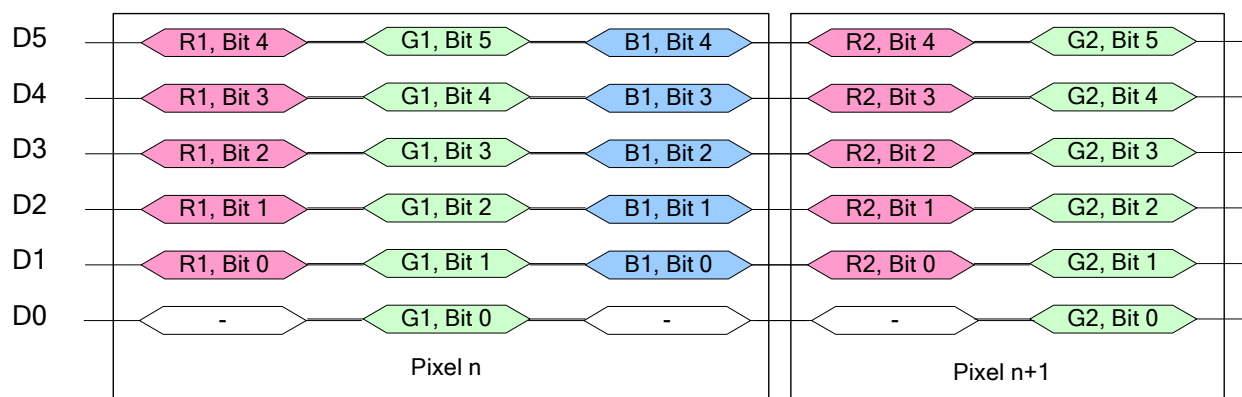 D5 R1, Bit 4 G1, Bit 5 B1, Bit 4 R2, Bit 4 G2, Bit 5
D4 R1, Bit 3 G1, Bit 4 B1, Bit 3 R2, Bit 3 G2, Bit 4
D3 R1, Bit 2 G1, Bit 3 B1, Bit 2 R2, Bit 2 G2, Bit 3
D2 R1, Bit 1 G1, Bit 2 B1, Bit 1 R2, Bit 1 G2, Bit 2
D1 R1, Bit 0 G1, Bit 1 B1, Bit 0 R2, Bit 0 G2, Bit 1
D0 - G1, Bit 0 - - G2, Bit 0
Pixel n Pixel n+1